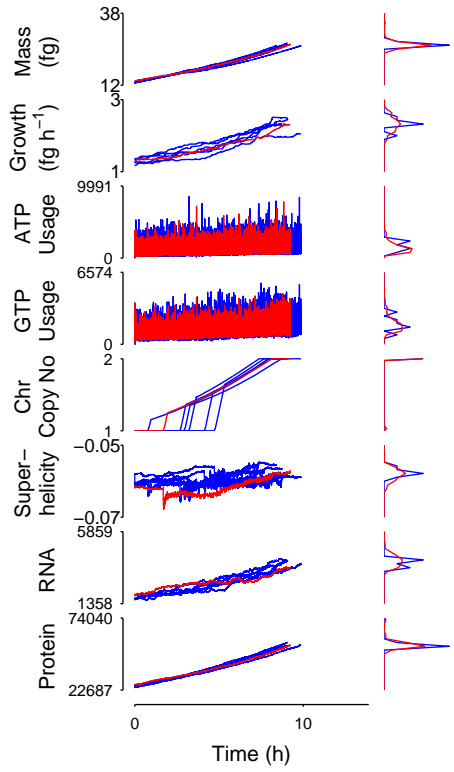 38
Mass
(fg)
12
3
Growth
(fg h⁻¹)
1
9991
ATP
Usage
0
6574
GTP
Usage
0
2
Chr
Copy No
1
−0.05
Super−
helicity
−0.07
5859
RNA
1358
74040
Protein
22687
0 10
Time (h)